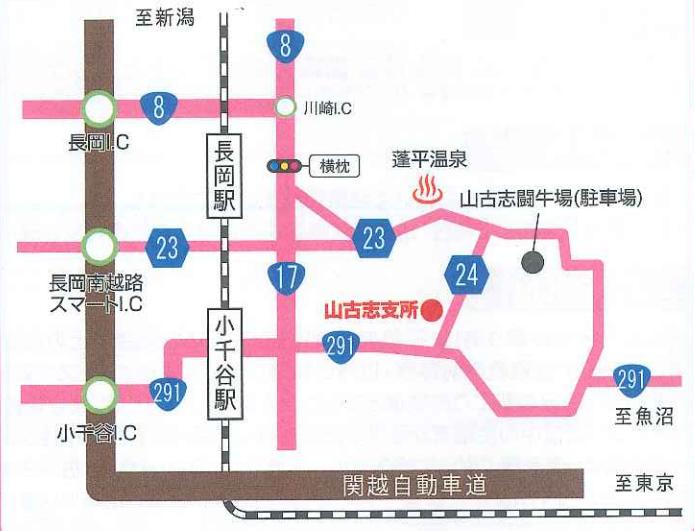 至新潟
8
8
川崎I.C
長岡I.C
横枕
長岡駅
蓬平温泉
山古志闘牛場(駐車場)
23
23
24
長岡南越路
スマートI.C
17
山古志支所
小千谷駅
291
291
291
至魚沼
小千谷I.C
関越自動車道
至東京